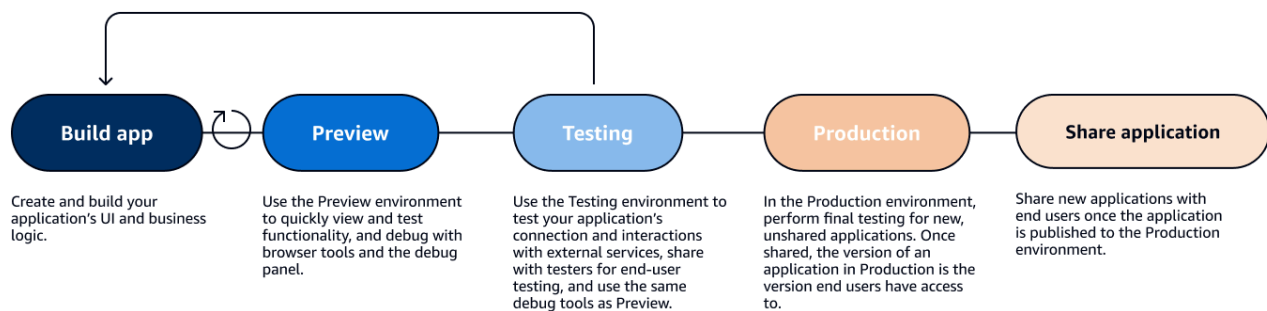 Build app
Preview
Testing
Production
Share application
Create and build your
application's UI and business
logic.
Use the Preview environment
to quickly view and test
functionality, and debug with
browser tools and the debug
panel.
Use the Testing environment to
test your application's
connection and interactions
with external services, share
with testers for end-user
testing, and use the same
debug tools as Preview.
In the Production environment,
perform final testing for new,
unshared applications. Once
shared, the version of an
application in Production is the
version end users have access
to.
Share new applications with
end users once the application
is published to the Production
environment.